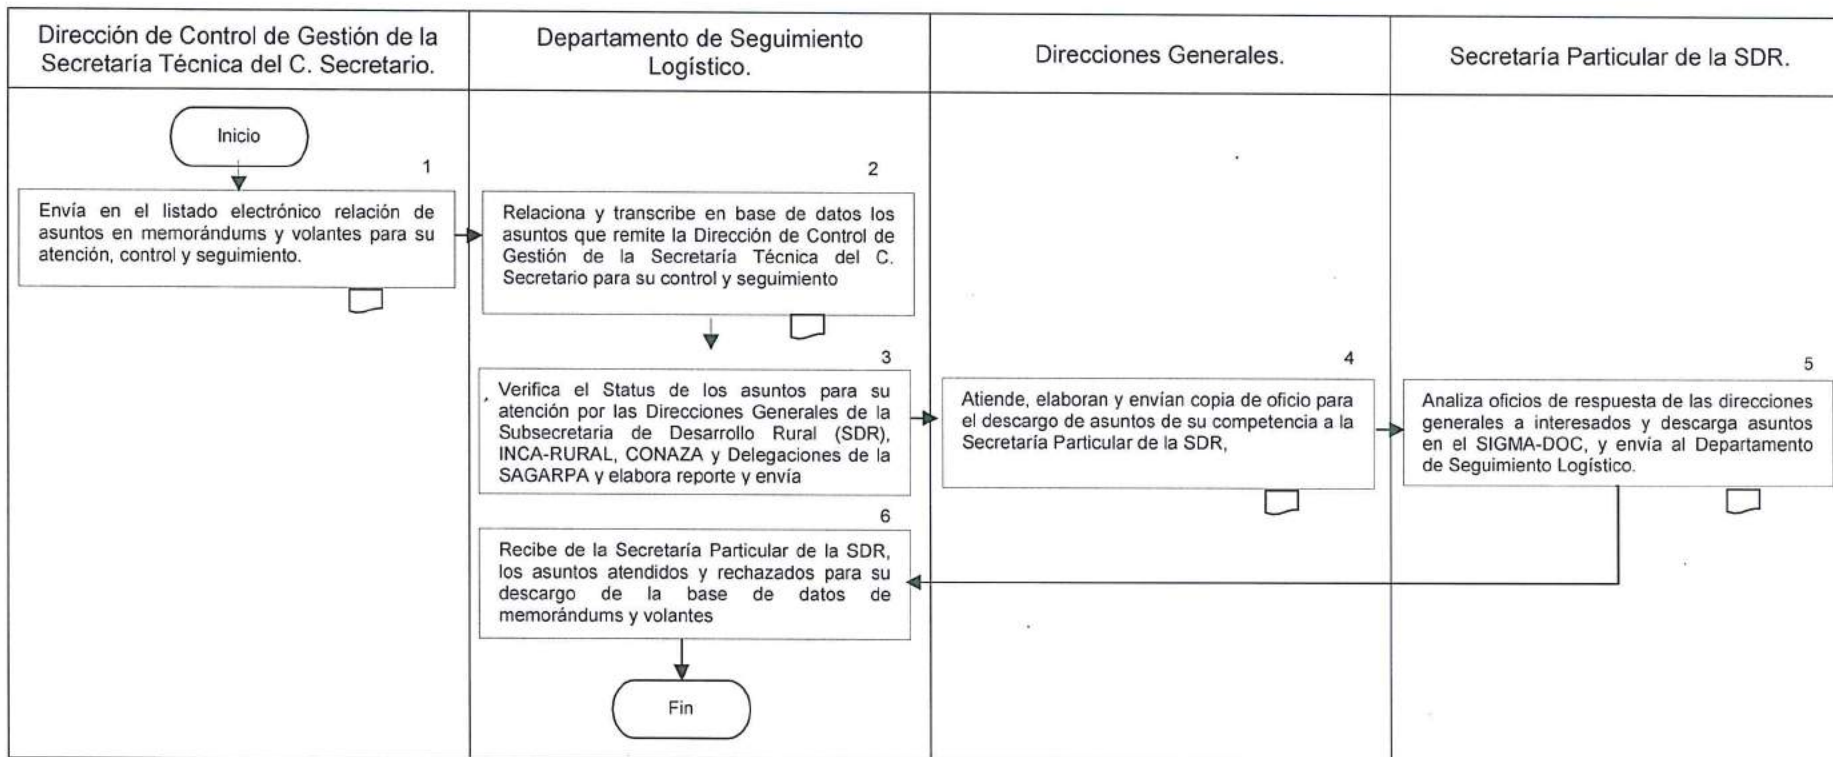 Dirección de Control de Gestión de la
Secretaría Técnica del C. Secretario.
Departamento de Seguimiento
Logístico.
Direcciones Generales.
Secretaría Particular de la SDR.
Inicio
1
Envía en el listado electrónico relación de
asuntos en memorándums y volantes para su
atención, control y seguimiento.
2
Relaciona y transcribe en base de datos los
asuntos que remite la Dirección de Control de
Gestión de la Secretaría Técnica del C.
Secretario para su control y seguimiento
3
Verifica el Status de los asuntos para su
atención por las Direcciones Generales de la
Subsecretaria de Desarrollo Rural (SDR),
INCA-RURAL, CONAZA y Delegaciones de la
SAGARPA y elabora reporte y envía
4
Atiende, elaboran y envían copia de oficio para
el descargo de asuntos de su competencia a la
Secretaría Particular de la SDR,
5
Analiza oficios de respuesta de las direcciones
generales a interesados y descarga asuntos
en el SIGMA-DOC, y envía al Departamento
de Seguimiento Logístico.
6
Recibe de la Secretaría Particular de la SDR,
los asuntos atendidos y rechazados para su
descargo de la base de datos de
memorándums y volantes
Fin